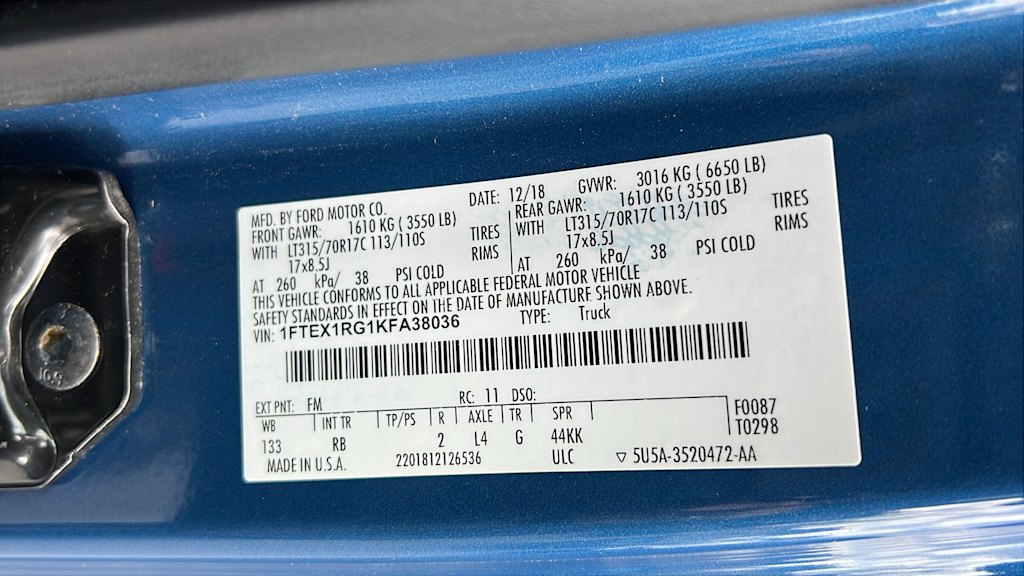 MFD. BY FORD MOTOR CO. DATE: 12/18 GVWR: 3016 KG ( 6650 LB)
FRONT GAWR: 1610 KG ( 3550 LB) REAR GAWR: 1610 KG ( 3550 LB)
WITH LT315/70R17C 113/110S TIRES WITH LT315/70R17C 113/110S TIRES
17x8.5J RIMS 17x8.5J RIMS
AT 260 kPa/ 38 PSI COLD AT 260 kPa/ 38 PSI COLD
THIS VEHICLE CONFORMS TO ALL APPLICABLE FEDERAL MOTOR VEHICLE
SAFETY STANDARDS IN EFFECT ON THE DATE OF MANUFACTURE SHOWN ABOVE.
VIN: 1FTEX1RG1KFA38036 TYPE: Truck
EXT PNT: FM RC: 11 DSO:
WB INT TR TP/PS R AXLE TR SPR F0087
133 RB 2 L4 G 44KK T0298
MADE IN U.S.A. 2201812126536 ULC ▽ 5U5A-3520472-AA
10.9